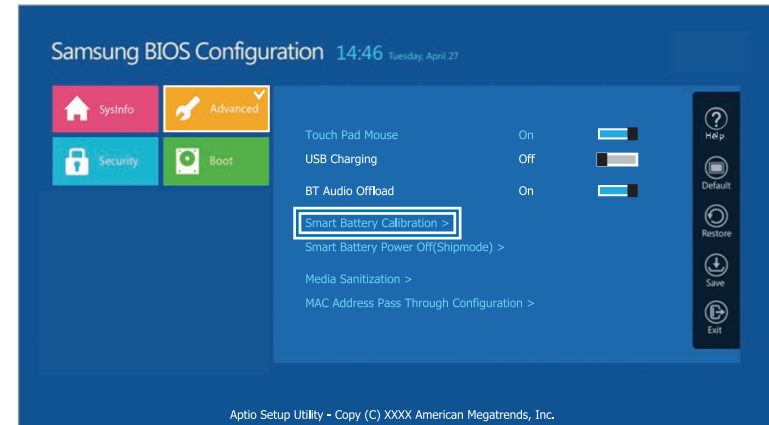 Samsung BIOS Configuration 14:46 Tuesday, April 27
SysInfo
Advanced
Security
Boot
Touch Pad Mouse On
USB Charging Off
BT Audio Offload On
Smart Battery Calibration >
Smart Battery Power Off(Shipmode) >
Media Sanitization >
MAC Address Pass Through Configuration >
Help
Default
Restore
Save
Exit
Aptio Setup Utility - Copy (C) XXXX American Megatrends, Inc.